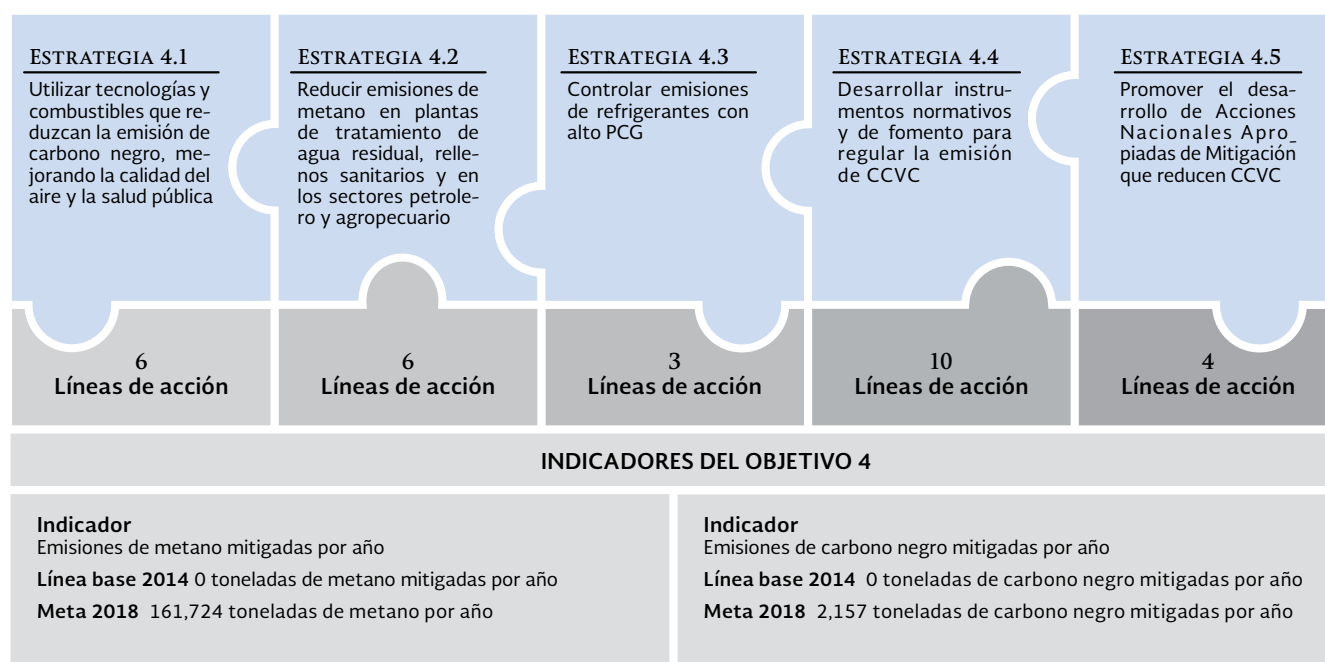 ESTRATEGIA 4.1
Utilizar tecnologías y
combustibles que re-
duzcan la emisión de
carbono negro, me-
jorando la calidad del
aire y la salud pública
6
Líneas de acción
ESTRATEGIA 4.2
Reducir emisiones de
metano en plantas
de tratamiento de
agua residual, relle-
nos sanitarios y en
los sectores petrole-
ro y agropecuario
6
Líneas de acción
ESTRATEGIA 4.3
Controlar emisiones
de refrigerantes con
alto PCG
3
Líneas de acción
ESTRATEGIA 4.4
Desarrollar instru-
mentos normativos
y de fomento para
regular la emisión
de CCVC
10
Líneas de acción
ESTRATEGIA 4.5
Promover el desa-
rrollo de Acciones
Nacionales Apro_
piadas de Mitigación
que reducen CCVC
4
Líneas de acción
INDICADORES DEL OBJETIVO 4
Indicador
Emisiones de metano mitigadas por año
Línea base 2014 0 toneladas de metano mitigadas por año
Meta 2018 161,724 toneladas de metano por año
Indicador
Emisiones de carbono negro mitigadas por año
Línea base 2014 0 toneladas de carbono negro mitigadas por año
Meta 2018 2,157 toneladas de carbono negro mitigadas por año